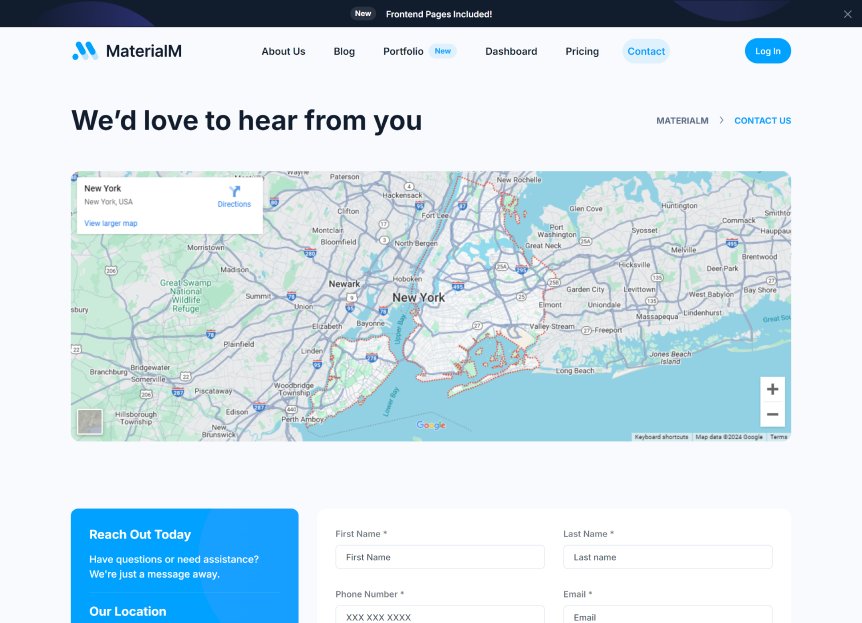 New Frontend Pages Included!
MaterialM
About Us Blog Portfolio New Dashboard Pricing Contact Log In
We'd love to hear from you
MATERIALM > CONTACT US
New York
New York, USA
Directions
View larger map
Paterson
New Rochelle
Hackensack
Clifton
Fort Lee
Glen Cove
Huntington
Smithto
Commack
Hauppau
Montclair
Bloomfield
North Bergen
Port
Washington
Syosset
Melville
Great Neck
Morristown
Brentwood
Hicksville
Madison
Hoboken
Deer Park
Great Swamp
National
Wildlife
Refuge
Newark
New York
Garden City
Levittown
Bay Shore
Summit
Union
Elmont
Uniondale
West Babylon
Massapequa
Lindenhurst
Elizabeth
Bayonne
Upper Bay
Valley Stream
Freeport
Great Sou
Plainfield
Linden
Jones Beach
Island
Long Beach
Bridgewater
Branchburg
Somerville
Piscataway
Woodbridge
Township
Lower Bay
Edison
Perth Amboy
Hillsborough
Township
New
Brunswick
Google
Keyboard shortcuts Map data ©2024 Google Terms
Reach Out Today
Have questions or need assistance?
We're just a message away.
Our Location
First Name *
Last Name *
First Name
Last name
Phone Number *
Email *
XXX XXX XXXX
Email